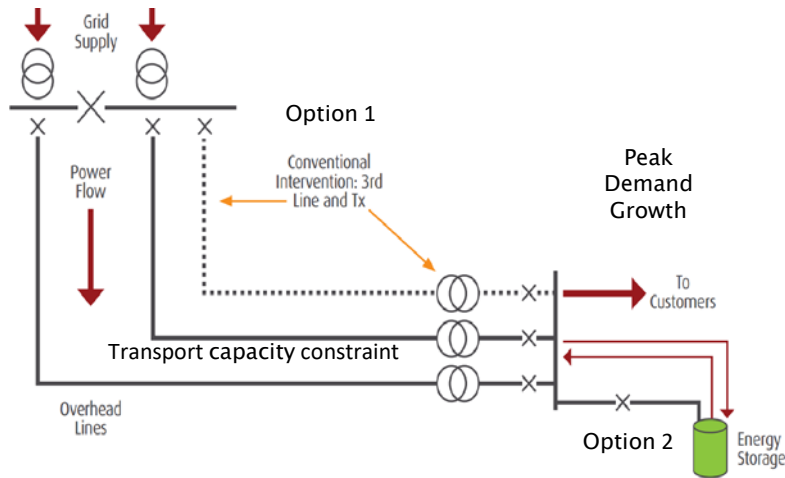 Grid
Supply
Option 1
Conventional
Intervention: 3rd
Line and Tx
Peak
Demand
Growth
Power
Flow
To
Customers
Transport capacity constraint
Overhead
Lines
Option 2
Energy
Storage